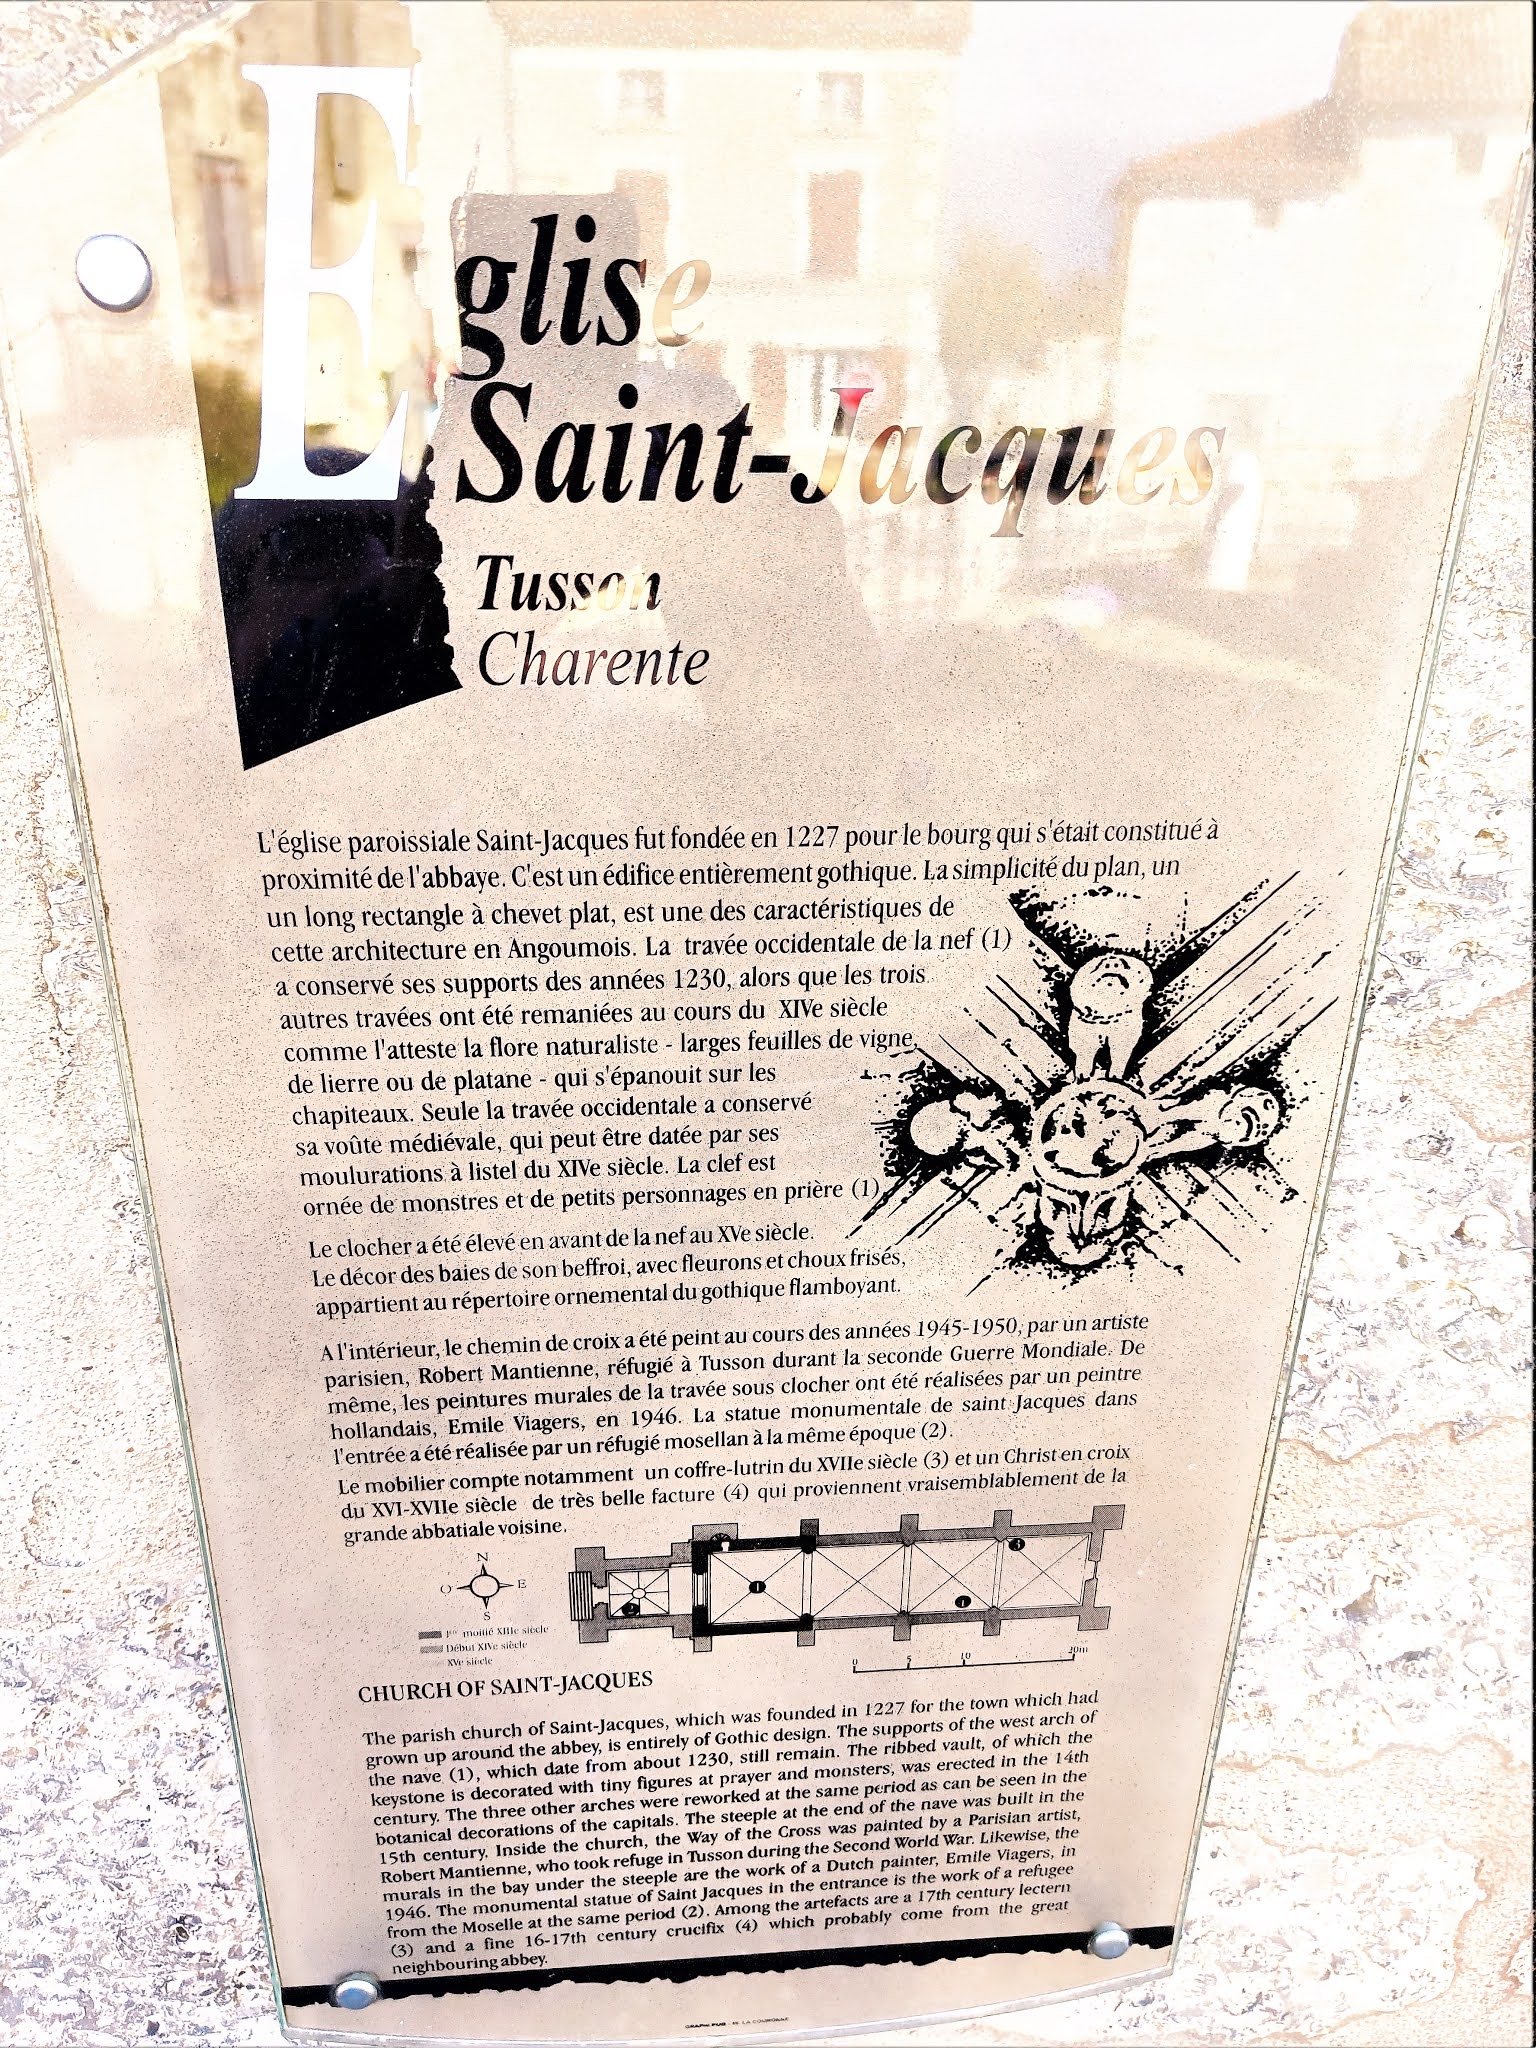 Eglise
Saint-Jacques
Tusson
Charente
L'église paroissiale Saint-Jacques fut fondée en 1227 pour le bourg qui s'était constitué à
proximité de l'abbaye. C'est un édifice entièrement gothique. La simplicité du plan, un
un long rectangle à chevet plat, est une des caractéristiques de
cette architecture en Angoumois. La travée occidentale de la nef (1)
a conservé ses supports des années 1230, alors que les trois
autres travées ont été remaniées au cours du XIVe siècle
comme l'atteste la flore naturaliste - larges feuilles de vigne,
de lierre ou de platane - qui s'épanouit sur les
chapiteaux. Seule la travée occidentale a conservé
sa voûte médiévale, qui peut être datée par ses
moulurations à listel du XIVe siècle. La clef est
ornée de monstres et de petits personnages en prière (1).
Le clocher a été élevé en avant de la nef au XVe siècle.
Le décor des baies de son beffroi, avec fleurons et choux frisés,
appartient au répertoire ornemental du gothique flamboyant.
A l'intérieur, le chemin de croix a été peint au cours des années 1945-1950, par un artiste
parisien, Robert Mantienne, réfugié à Tusson durant la seconde Guerre Mondiale. De
même, les peintures murales de la travée sous clocher ont été réalisées par un peintre
hollandais, Emile Viagers, en 1946. La statue monumentale de saint Jacques dans
l'entrée a été réalisée par un réfugié mosellan à la même époque (2).
Le mobilier compte notamment un coffre-lutrin du XVIIe siècle (3) et un Christ en croix
du XVI-XVIIe siècle de très belle facture (4) qui proviennent vraisemblablement de la
grande abbatiale voisine.
N
O E
S
1ère moitié XIIIe siècle
Début XIVe siècle
XVe siècle
1
2
3
0 5 10 20m
CHURCH OF SAINT-JACQUES
The parish church of Saint-Jacques, which was founded in 1227 for the town which had
grown up around the abbey, is entirely of Gothic design. The supports of the west arch of
the nave (1), which date from about 1230, still remain. The ribbed vault, of which the
keystone is decorated with tiny figures at prayer and monsters, was erected in the 14th
century. The three other arches were reworked at the same period as can be seen in the
botanical decorations of the capitals. The steeple at the end of the nave was built in the
15th century. Inside the church, the Way of the Cross was painted by a Parisian artist,
Robert Mantienne, who took refuge in Tusson during the Second World War. Likewise, the
murals in the bay under the steeple are the work of a Dutch painter, Emile Viagers, in
1946. The monumental statue of Saint Jacques in the entrance is the work of a refugee
from the Moselle at the same period (2). Among the artefacts are a 17th century lectern
(3) and a fine 16-17th century crucifix (4) which probably come from the great
neighbouring abbey.
LA COURONNE